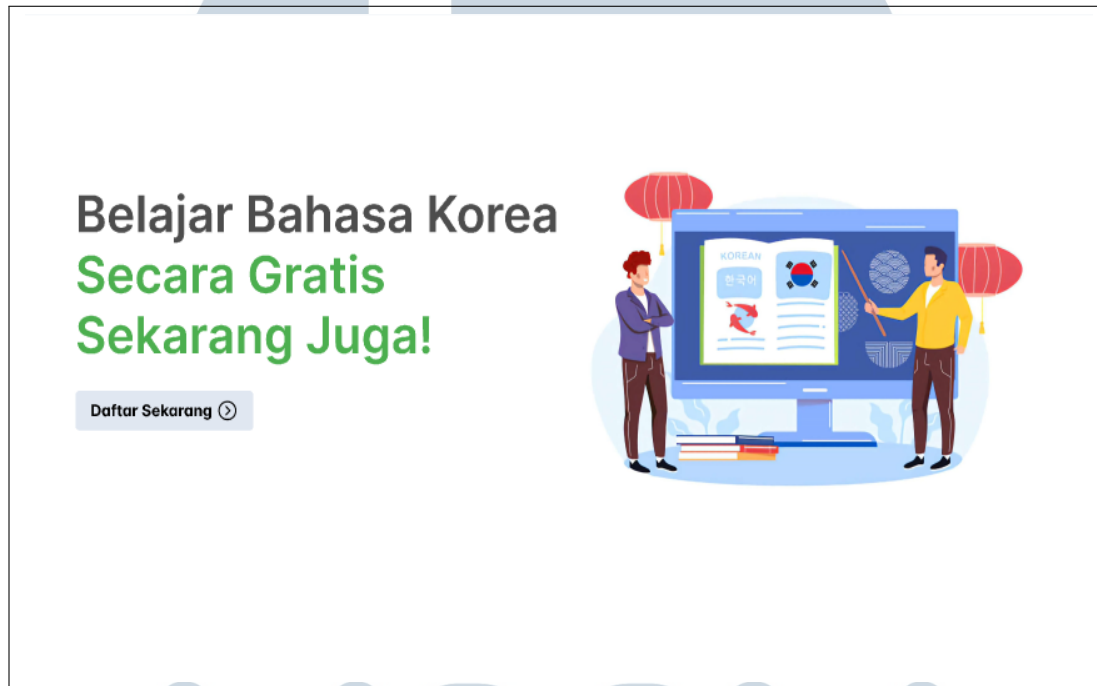 Belajar Bahasa Korea
Secara Gratis
Sekarang Juga!
Daftar Sekarang
KOREAN
한국어